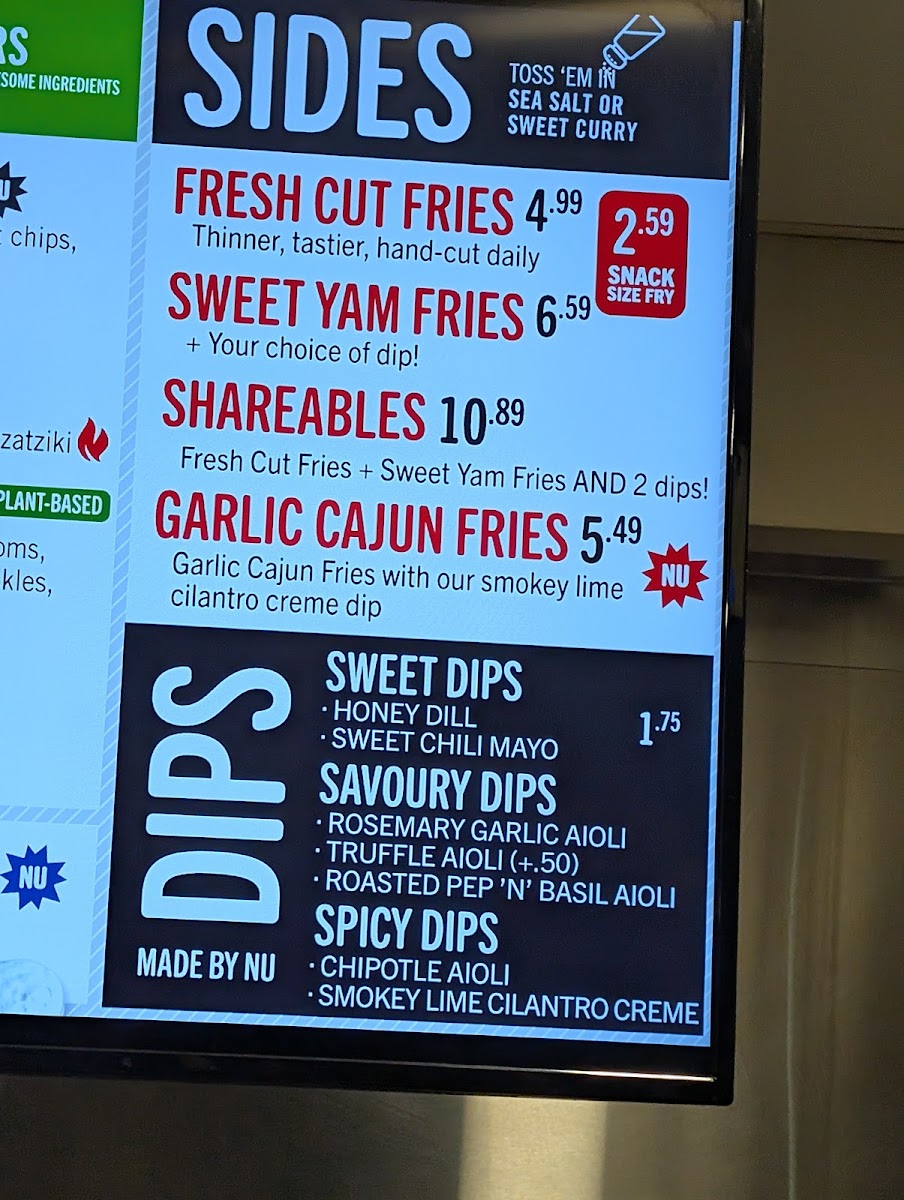 RS
SOME INGREDIENTS
chips,
zatziki
PLANT-BASED
oms,
kles,
NU
SIDES
TOSS 'EM IN
SEA SALT OR
SWEET CURRY
FRESH CUT FRIES 4.99
Thinner, tastier, hand-cut daily
2.59
SNACK
SIZE FRY
SWEET YAM FRIES 6.59
+ Your choice of dip!
SHAREABLES 10.89
Fresh Cut Fries + Sweet Yam Fries AND 2 dips!
GARLIC CAJUN FRIES 5.49
Garlic Cajun Fries with our smokey lime
cilantro creme dip
NU
DIPS
MADE BY NU
SWEET DIPS
· HONEY DILL
· SWEET CHILI MAYO
1.75
SAVOURY DIPS
· ROSEMARY GARLIC AIOLI
· TRUFFLE AIOLI (+.50)
· ROASTED PEP 'N' BASIL AIOLI
SPICY DIPS
· CHIPOTLE AIOLI
· SMOKEY LIME CILANTRO CREME